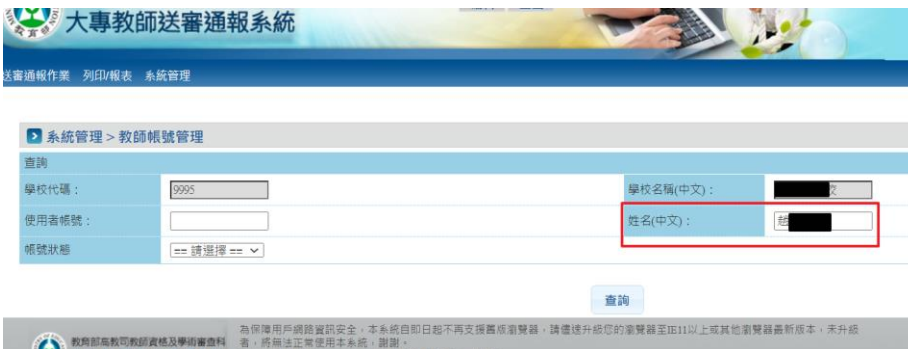 大專教師送審通報系統
送審通報作業 列印/報表 系統管理
系統管理 > 教師帳號管理
查詢
學校代碼： 9995 學校名稱(中文)：
使用者帳號： 姓名(中文)： 趙
帳號狀態 == 請選擇 ==
查詢
為保障用戶網路資訊安全，本系統自即日起不再支援舊版瀏覽器，請儘速升級您的瀏覽器至IE11以上或其他瀏覽器最新版本，未升級
教育部高教司教師資格及學術審查科 者，將無法正常使用本系統，謝謝。